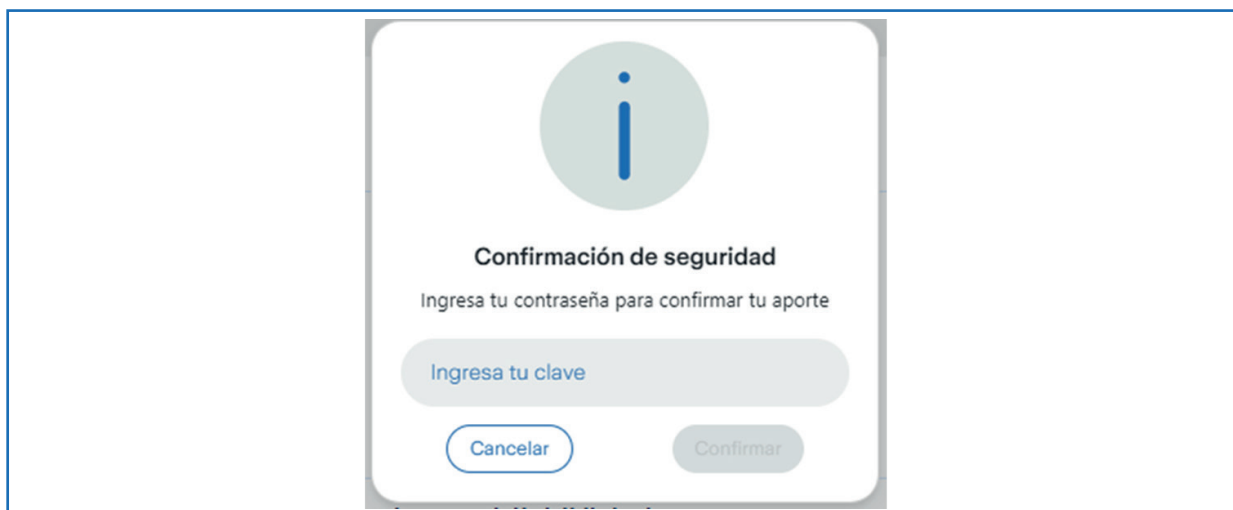 Confirmación de seguridad
Ingresa tu contraseña para confirmar tu aporte
Ingresa tu clave
Cancelar
Confirmar